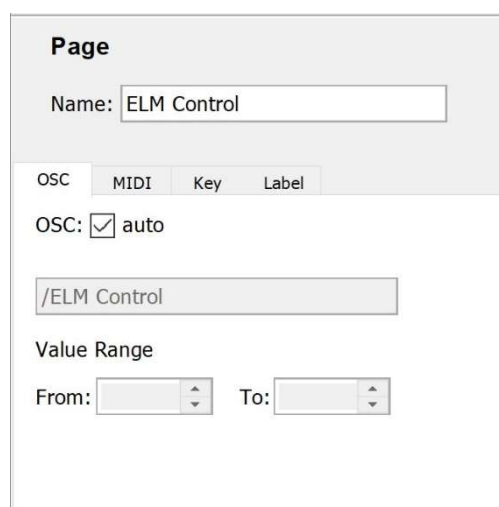 Page
Name: ELM Control
OSC MIDI Key Label
OSC: auto
/ELM Control
Value Range
From: To: